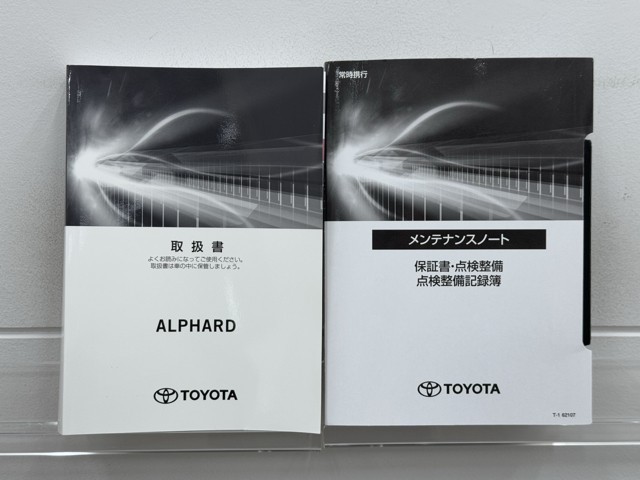 取扱書
よくお読みになってご使用ください。
取扱書は車の中に保管しましょう。
ALPHARD
TOYOTA
常時携行
メンテナンスノート
保証書・点検整備
点検整備記録簿
TOYOTA
T-1 62107